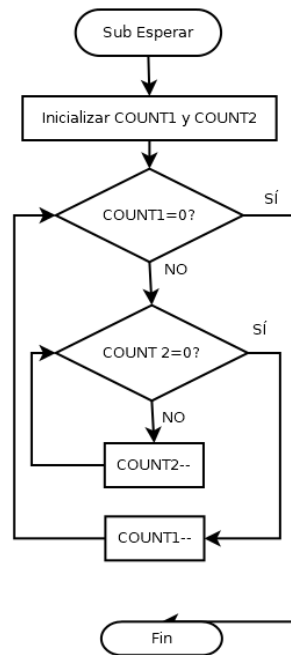 Sub Esperar
Inicializar COUNT1 y COUNT2
COUNT1=0?
SÍ
NO
COUNT 2=0?
SÍ
NO
COUNT2--
COUNT1--
Fin